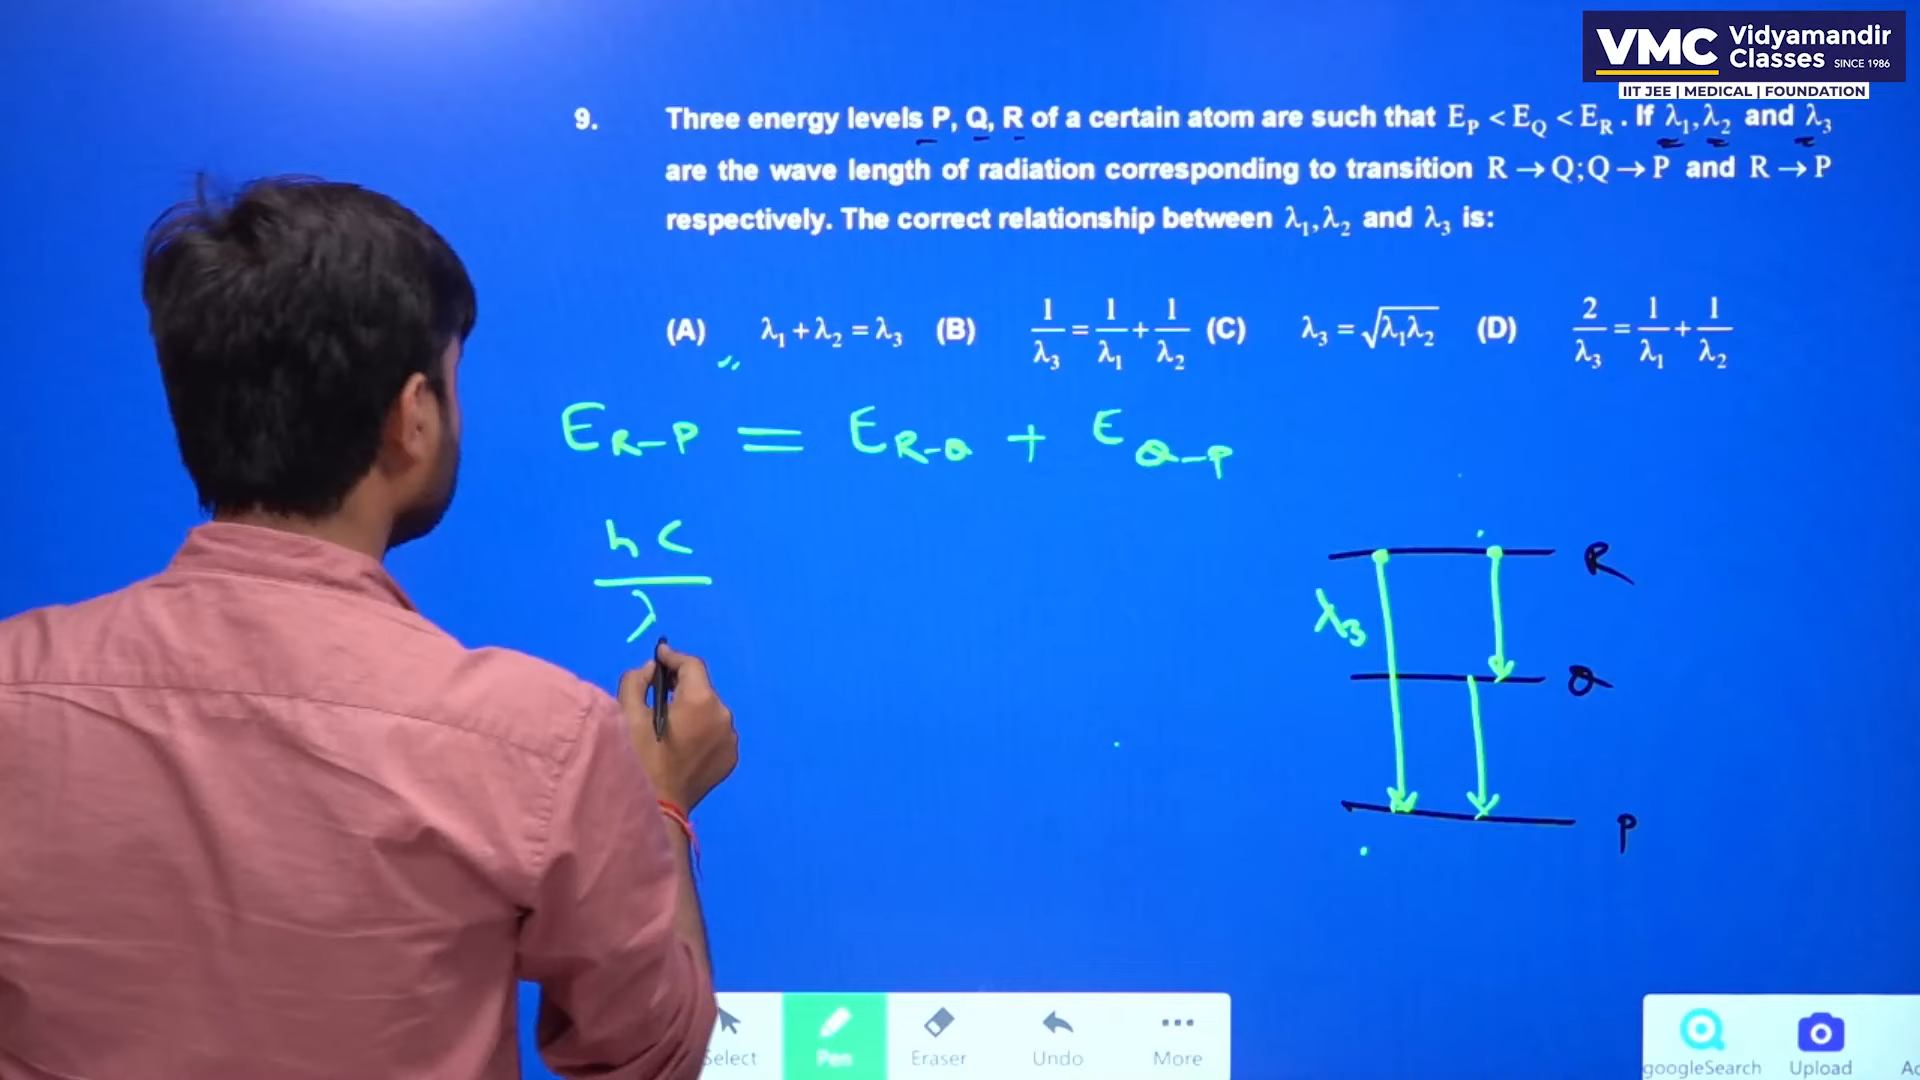 VMC Vidyamandir Classes SINCE 1986
IIT JEE | MEDICAL | FOUNDATION
9. Three energy levels P, Q, R of a certain atom are such that E_P < E_Q < E_R. If λ₁, λ₂ and λ₃
are the wave length of radiation corresponding to transition R → Q; Q → P and R → P
respectively. The correct relationship between λ₁, λ₂ and λ₃ is:
(A) λ₁ + λ₂ = λ₃ (B) 1/λ₃ = 1/λ₁ + 1/λ₂ (C) λ₃ = √(λ₁λ₂) (D) 2/λ₃ = 1/λ₁ + 1/λ₂
E_R-P = E_R-Q + E_Q-P
hc/λ
R
λ₃
Q
P
Select Pen Eraser Undo More
googleSearch Upload